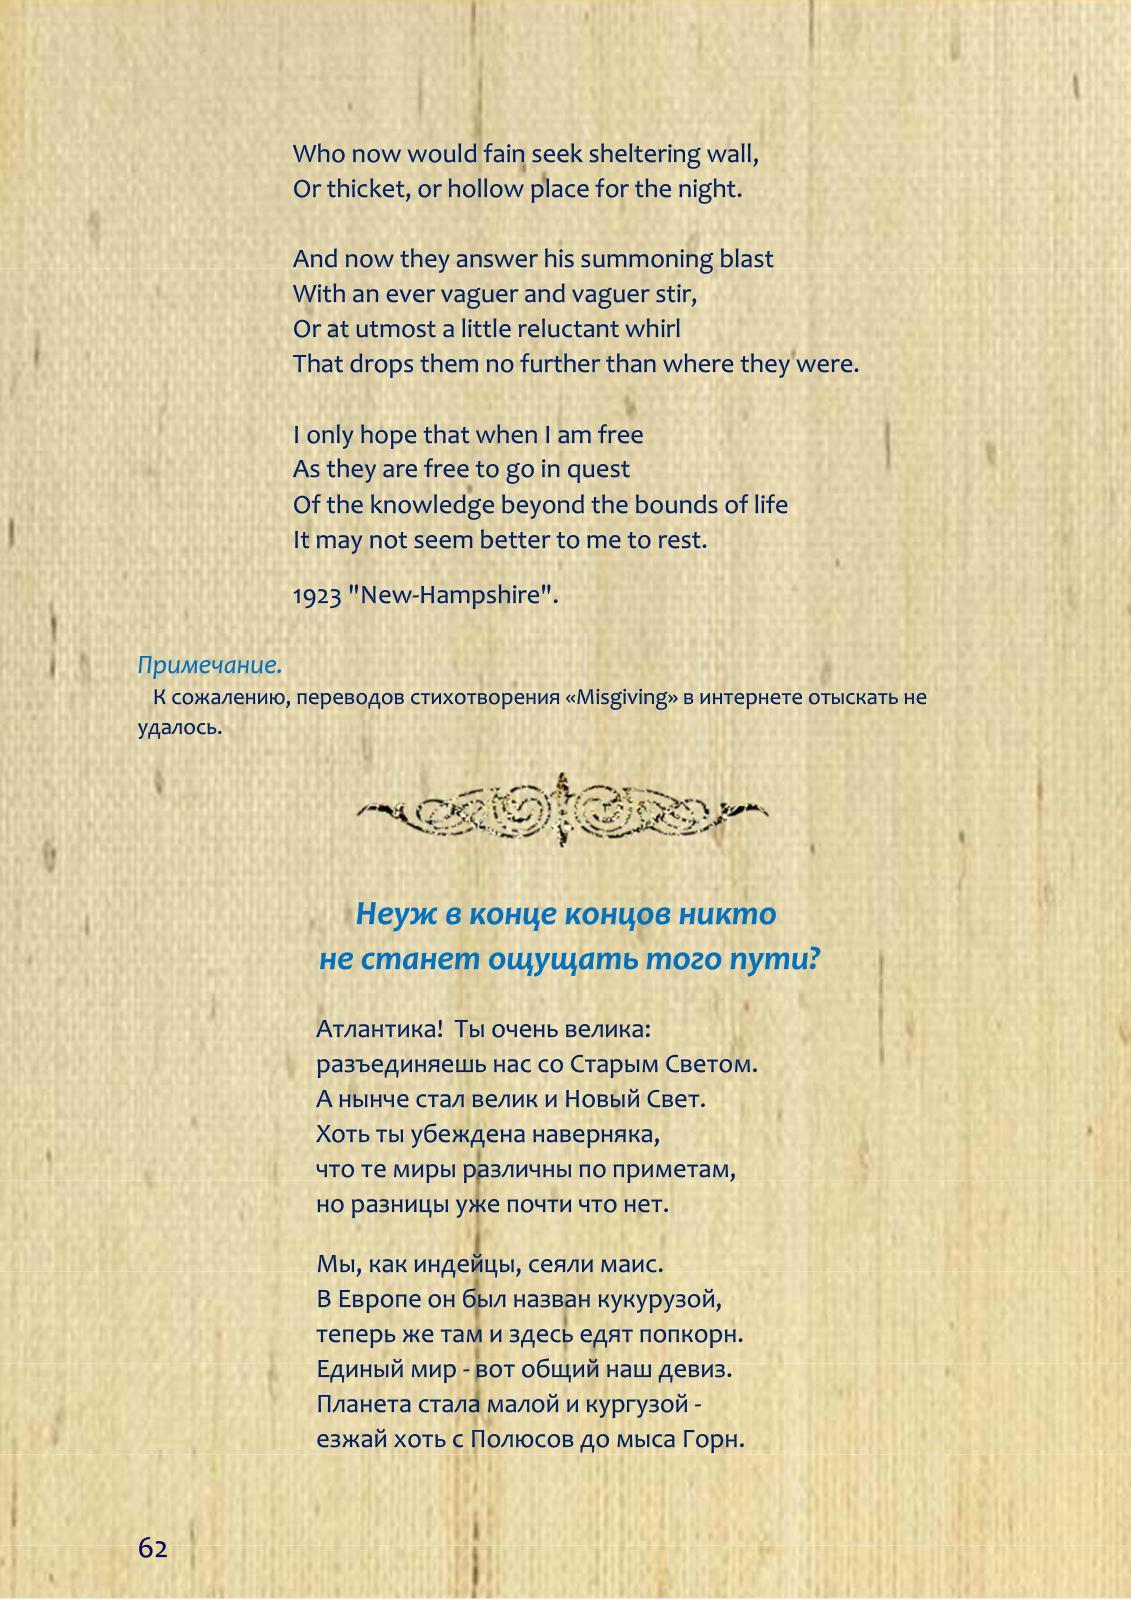 Who now would fain seek sheltering wall,
Or thicket, or hollow place for the night.
And now they answer his summoning blast
With an ever vaguer and vaguer stir,
Or at utmost a little reluctant whirl
That drops them no further than where they were.
I only hope that when I am free
As they are free to go in quest
Of the knowledge beyond the bounds of life
It may not seem better to me to rest.
1923 "New-Hampshire".
Примечание.
К сожалению, переводов стихотворения «Misgiving» в интернете отыскать не
удалось.
Неуж в конце концов никто
не станет ощущать того пути?
Атлантика!  Ты очень велика:
разъединяешь нас со Старым Светом.
А нынче стал велик и Новый Свет.
Хоть ты убеждена наверняка,
что те миры различны по приметам,
но разницы уже почти что нет.
Мы, как индейцы, сеяли маис.
В Европе он был назван кукурузой,
теперь же там и здесь едят попкорн.
Единый мир - вот общий наш девиз.
Планета стала малой и кургузой -
езжай хоть с Полюсов до мыса Горн.
62